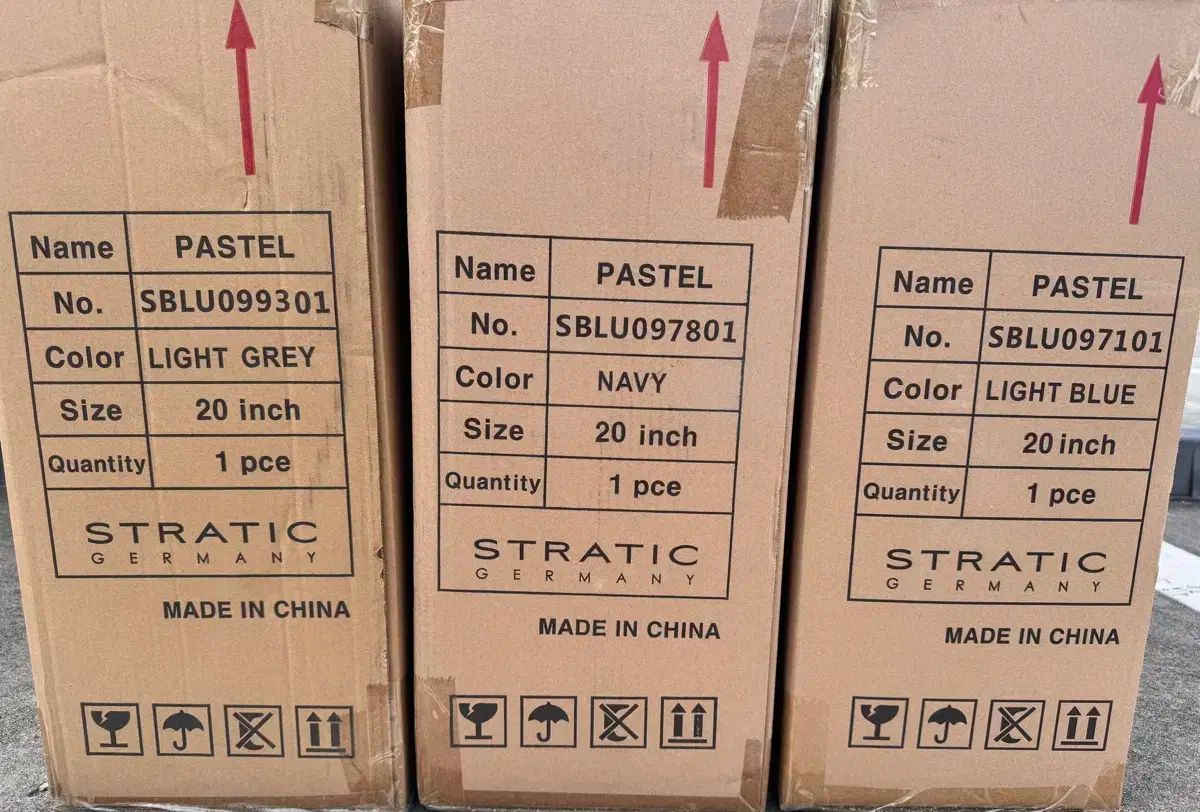 Name PASTEL
No. SBLU099301
Color LIGHT GREY
Size 20 inch
Quantity 1 pce
STRATIC
GERMANY
MADE IN CHINA
Name PASTEL
No. SBLU097801
Color NAVY
Size 20 inch
Quantity 1 pce
STRATIC
GERMANY
MADE IN CHINA
Name PASTEL
No. SBLU097101
Color LIGHT BLUE
Size 20 inch
Quantity 1 pce
STRATIC
GERMANY
MADE IN CHINA